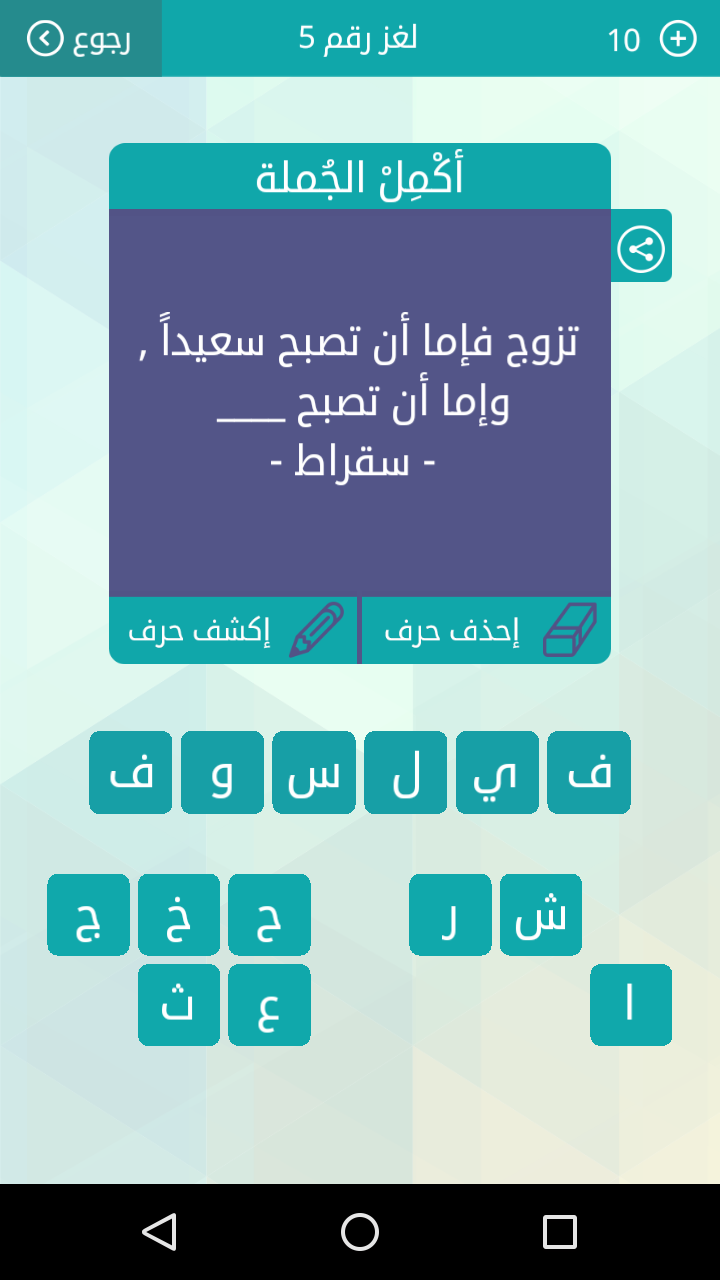 رجوع
لغز رقم 5
10
أكْمِلْ الجُملة
تزوج فإما أن تصبح سعيداً ,
وإما أن تصبح ____
- سقراط -
إحذف حرف
إكشف حرف
ف ي ل س و ف
ش ر ح خ ج
ا ع ث